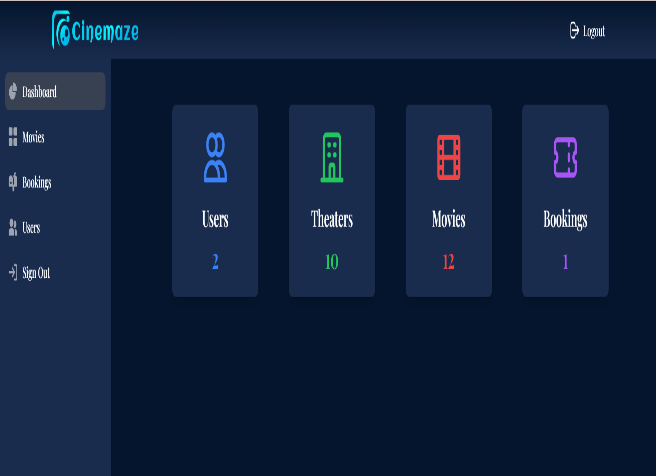 Cinemaze
Logout
Dashboard
Movies
Bookings
Users
Sign Out
Users
2
Theaters
10
Movies
12
Bookings
1